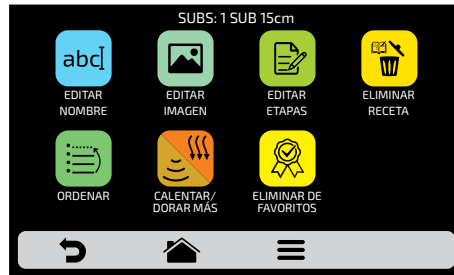 SUBS: 1 SUB 15cm
abc
EDITAR
NOMBRE
EDITAR
IMAGEN
EDITAR
ETAPAS
ELIMINAR
RECETA
ORDENAR
CALENTAR/
DORAR MÁS
ELIMINAR DE
FAVORITOS